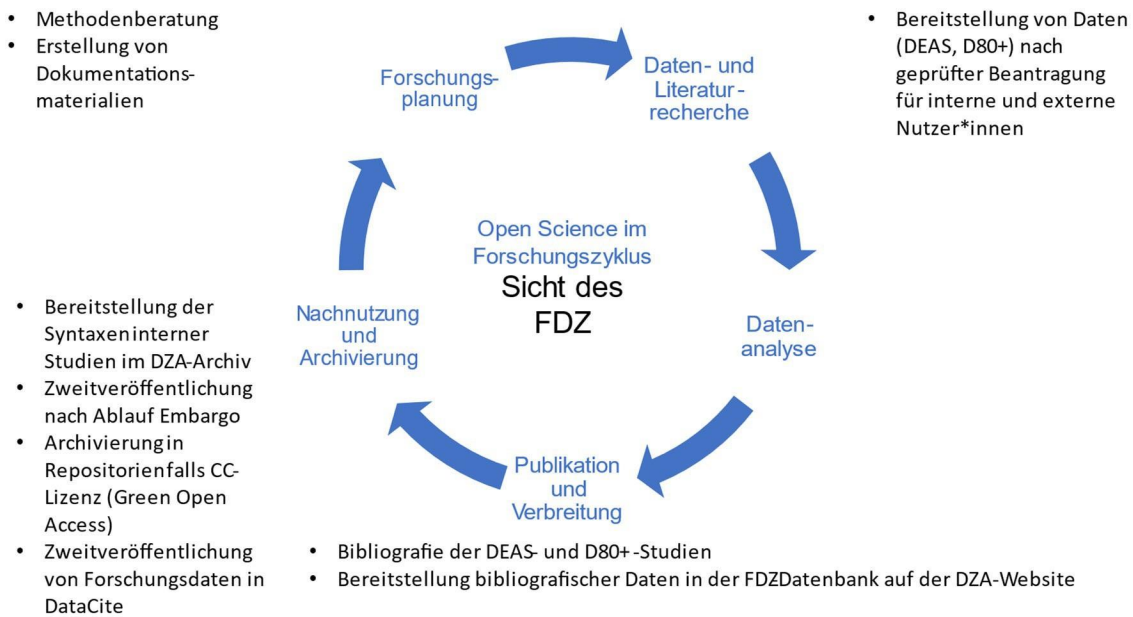 • Methodenberatung
• Erstellung von
Dokumentations-
materialien
Forschungs-
planung
Daten- und
Literatur-
recherche
• Bereitstellung von Daten
(DEAS, D80+) nach
geprüfter Beantragung
für interne und externe
Nutzer*innen
Open Science im
Forschungszyklus
Sicht des
FDZ
Daten-
analyse
Publikation
und
Verbreitung
• Bibliografie der DEAS- und D80+ -Studien
• Bereitstellung bibliografischer Daten in der FDZDatenbank auf der DZA-Website
Nachnutzung
und
Archivierung
• Bereitstellung der
Syntaxen interner
Studien im DZA-Archiv
• Zweitveröffentlichung
nach Ablauf Embargo
• Archivierung in
Repositorien falls CC-
Lizenz (Green Open
Access)
• Zweitveröffentlichung
von Forschungsdaten in
DataCite